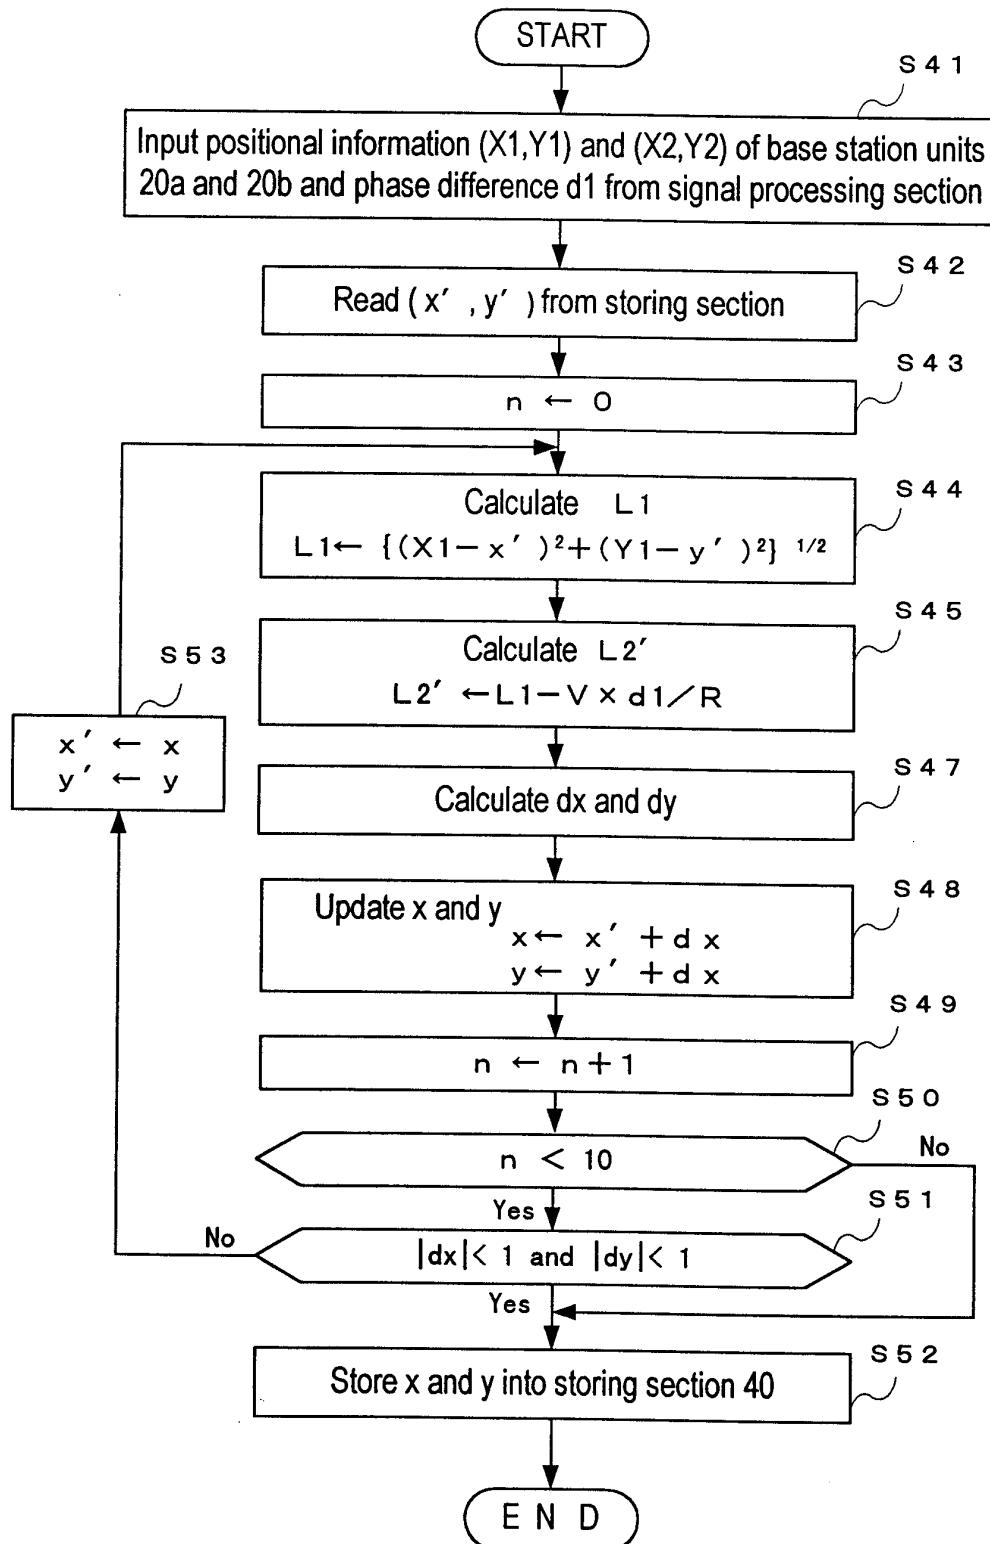 START
S41
Input positional information (X1,Y1) and (X2,Y2) of base station units
20a and 20b and phase difference d1 from signal processing section
S42
Read ( x′ , y′ ) from storing section
S43
n ← 0
S44
Calculate L1
L1← {(X1−x′ )²+(Y1−y′ )²} 1/2
S45
Calculate L2′
L2′ ←L1−V×d1/R
S53
x′ ← x
y′ ← y
S47
Calculate dx and dy
S48
Update x and y
x← x′ +dx
y← y′ +dx
S49
n ← n+1
S50
n < 10
No
Yes
S51
|dx|< 1 and |dy|< 1
No
Yes
S52
Store x and y into storing section 40
END